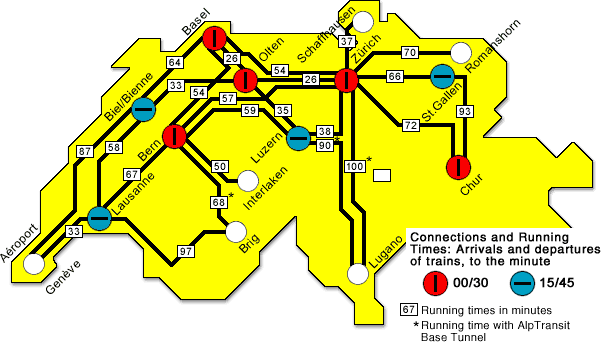 Schaffhausen
Basel
37
Zürich
Romanshorn
Olten
70
64
26
54
26
66
Biel/Bienne
33
54
57
35
St.Gallen
93
59
Bern
Luzern
38
90
*
72
87
58
50
100
*
67
Interlaken
Chur
Lausanne
68
*
Aéroport
33
97
Brig
Lugano
Genève
Connections and Running
Times: Arrivals and departures
of trains, to the minute
00/30
15/45
67 Running times in minutes
* Running time with AlpTransit
Base Tunnel